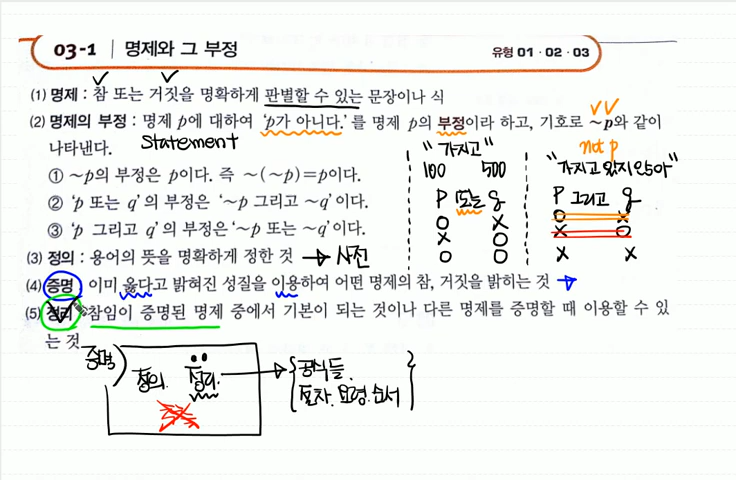 03-1 명제와 그 부정 유형 01·02·03
(1) 명제 : 참 또는 거짓을 명확하게 판별할 수 있는 문장이나 식
(2) 명제의 부정 : 명제 p에 대하여 ‘p가 아니다.’를 명제 p의 부정이라 하고, 기호로 ~p와 같이
나타낸다.
statement
not p
① ~p의 부정은 p이다. 즉 ~(~p)=p이다.
② ‘p 또는 q’의 부정은 ‘~p 그리고 ~q’이다.
③ ‘p 그리고 q’의 부정은 ‘~p 또는 ~q’이다.
"가지고"
100 500
P 또는 q
O X
X O
O O
"가지고 있지 않아"
P 그리고 q
O X
X O
X X
(3) 정의 : 용어의 뜻을 명확하게 정한 것 → 사전
(4) 증명 이미 옳다고 밝혀진 성질을 이용하여 어떤 명제의 참, 거짓을 밝히는 것 →
(5) 정리 참임이 증명된 명제 중에서 기본이 되는 것이나 다른 명제를 증명할 때 이용할 수 있
는 것
증명)
정의. 정리. → 공식들.
절차. 요령. 순서